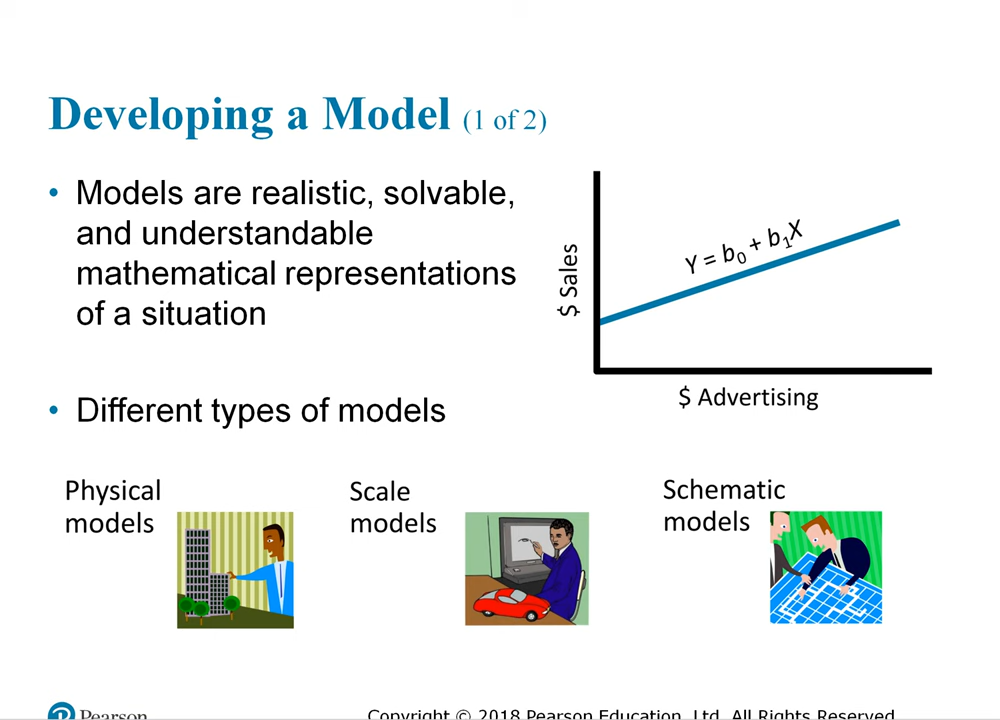 Developing a Model (1 of 2)
• Models are realistic, solvable,
and understandable
mathematical representations
of a situation
• Different types of models
$ Sales
Y = b₀ + b₁X
$ Advertising
Physical
models
Scale
models
Schematic
models
Pearson
Copyright © 2018 Pearson Education, Ltd. All Rights Reserved